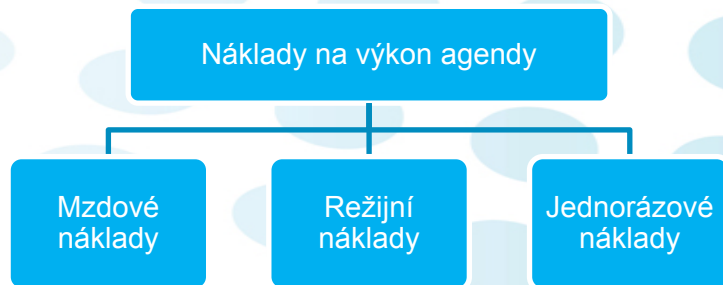 Náklady na výkon agendy
Mzdové
náklady
Režijní
náklady
Jednorázové
náklady